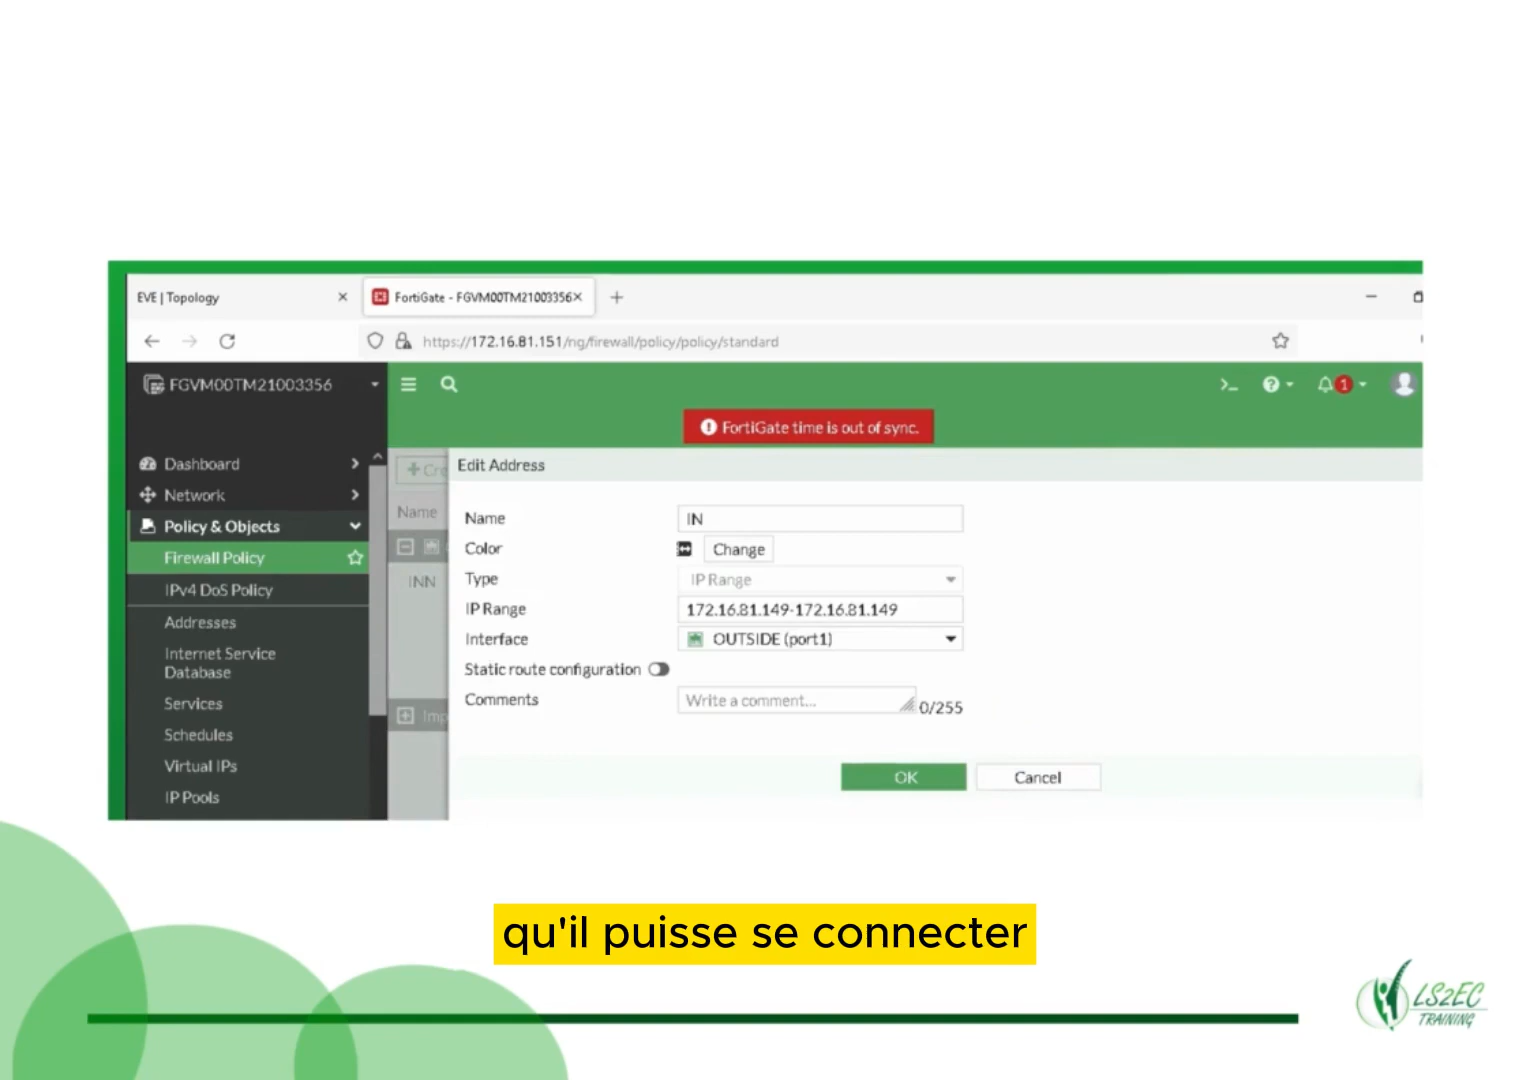 EVE | Topology
FortiGate - FGVM00TM21003356
https://172.16.81.151/ng/firewall/policy/policy/standard
FGVM00TM21003356
1
FortiGate time is out of sync.
Dashboard
Network
Policy & Objects
Firewall Policy
IPv4 DoS Policy
Addresses
Internet Service
Database
Services
Schedules
Virtual IPs
IP Pools
Cre
Name
INN
Imp
Edit Address
Name IN
Color Change
Type IP Range
IP Range 172.16.81.149-172.16.81.149
Interface OUTSIDE (port1)
Static route configuration
Comments Write a comment... 0/255
OK Cancel
qu'il puisse se connecter
LS2EC
TRAINING